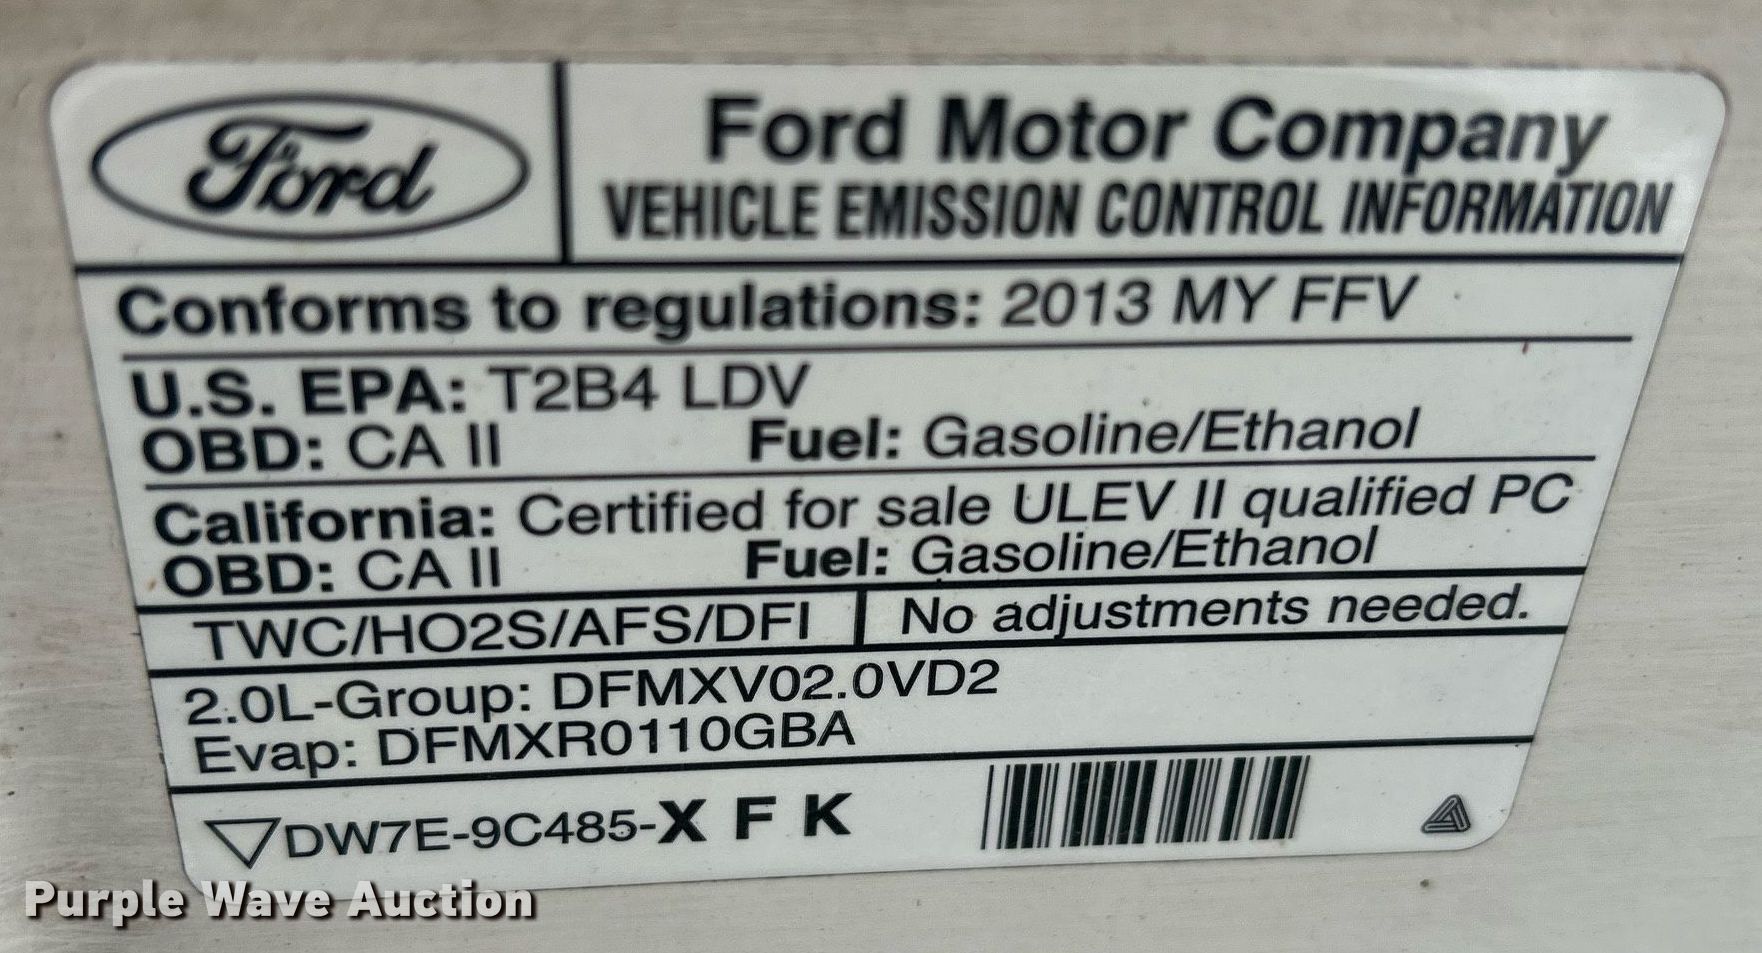 Ford
Ford Motor Company
VEHICLE EMISSION CONTROL INFORMATION
Conforms to regulations: 2013 MY FFV
U.S. EPA: T2B4 LDV
OBD: CA II Fuel: Gasoline/Ethanol
California: Certified for sale ULEV II qualified PC
OBD: CA II Fuel: Gasoline/Ethanol
TWC/HO2S/AFS/DFI No adjustments needed.
2.0L-Group: DFMXV02.0VD2
Evap: DFMXR0110GBA
DW7E-9C485-X F K
Purple Wave Auction